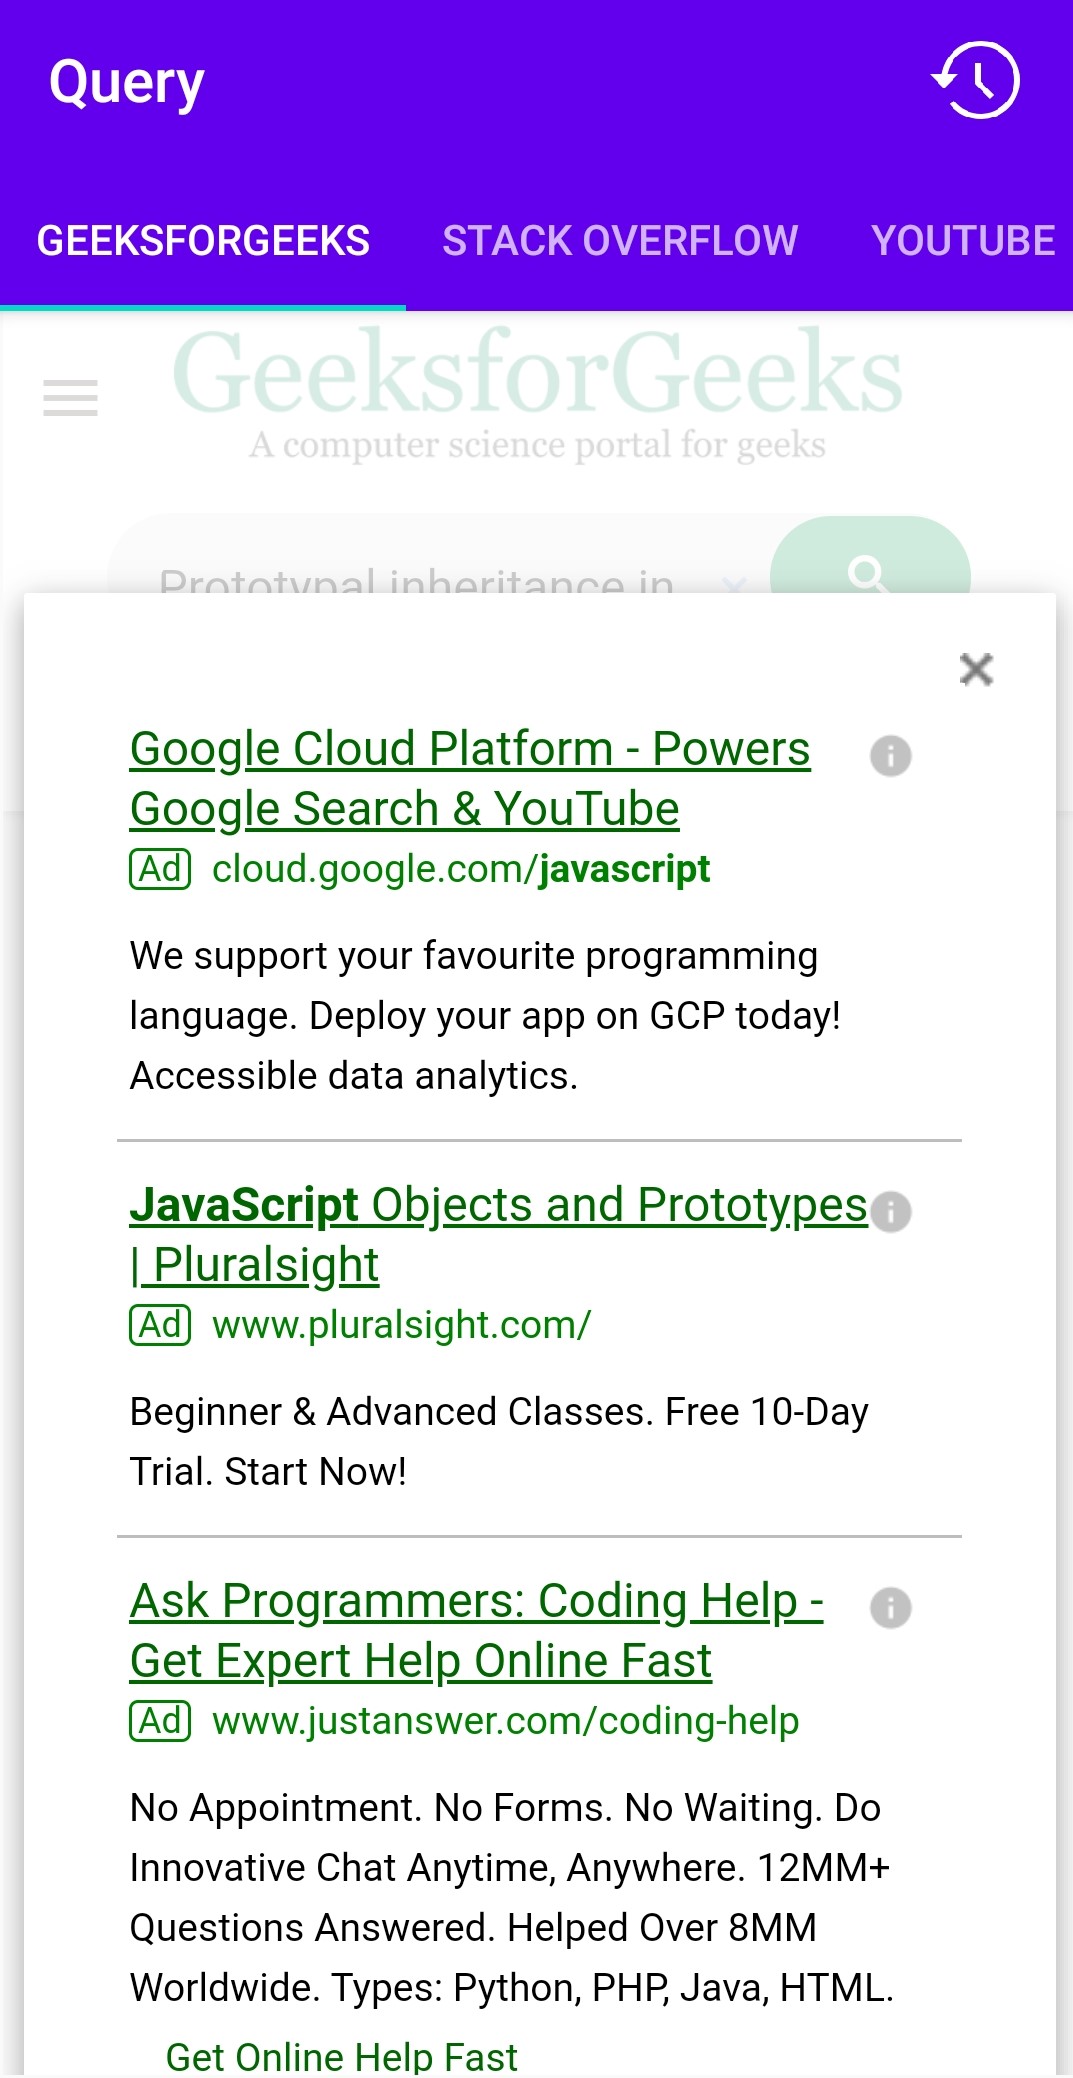 Query
GEEKSFORGEEKS STACK OVERFLOW YOUTUBE
GeeksforGeeks
A computer science portal for geeks
Prototypal inheritance in
Google Cloud Platform - Powers
Google Search & YouTube
Ad cloud.google.com/javascript
We support your favourite programming
language. Deploy your app on GCP today!
Accessible data analytics.
JavaScript Objects and Prototypes
| Pluralsight
Ad www.pluralsight.com/
Beginner & Advanced Classes. Free 10-Day
Trial. Start Now!
Ask Programmers: Coding Help -
Get Expert Help Online Fast
Ad www.justanswer.com/coding-help
No Appointment. No Forms. No Waiting. Do
Innovative Chat Anytime, Anywhere. 12MM+
Questions Answered. Helped Over 8MM
Worldwide. Types: Python, PHP, Java, HTML.
Get Online Help Fast